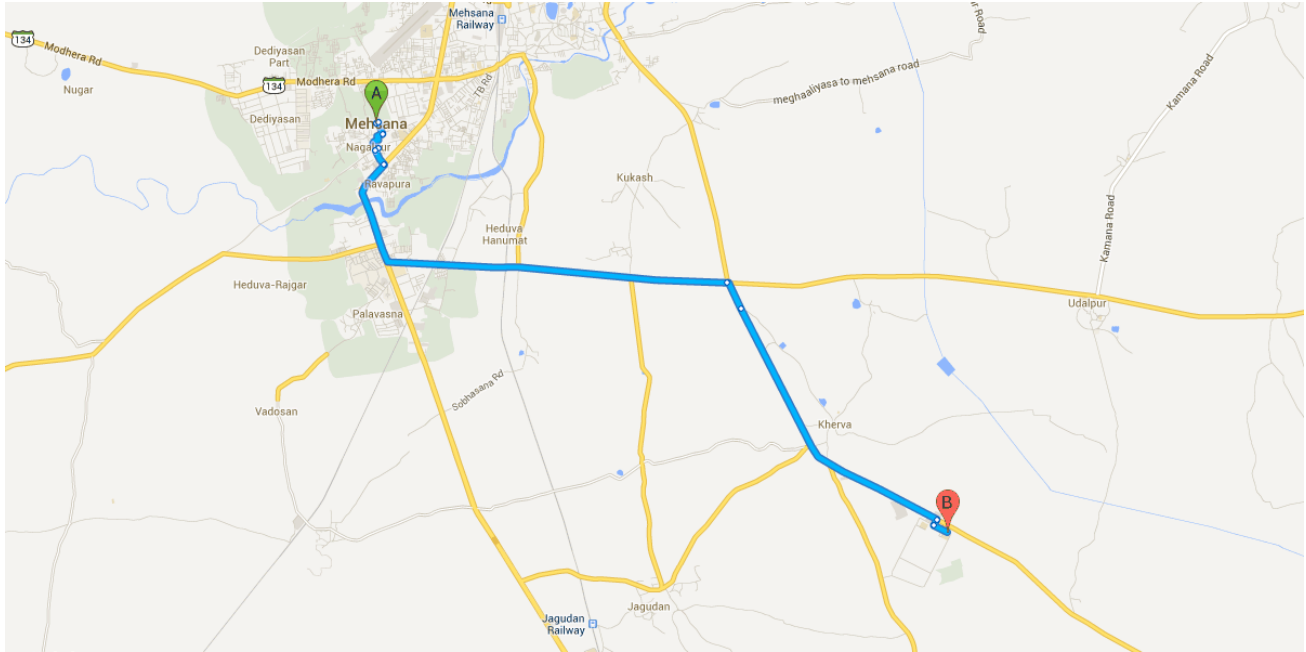 Mehsana
Railway
134
Modhera Rd
Dediyasan
Part
Nugar
134
Modhera Rd
TB Rd
meghaaliyasa to mehsana road
Kamana Road
A
Dediyasan
Mehsana
Nagalpur
Ravapura
Kukash
Kamana Road
Heduva
Hanumat
Heduva-Rajgar
Udalpur
Palavasna
Sobhasana Rd
Vadosan
Kherva
B
Jagudan
Jagudan
Railway